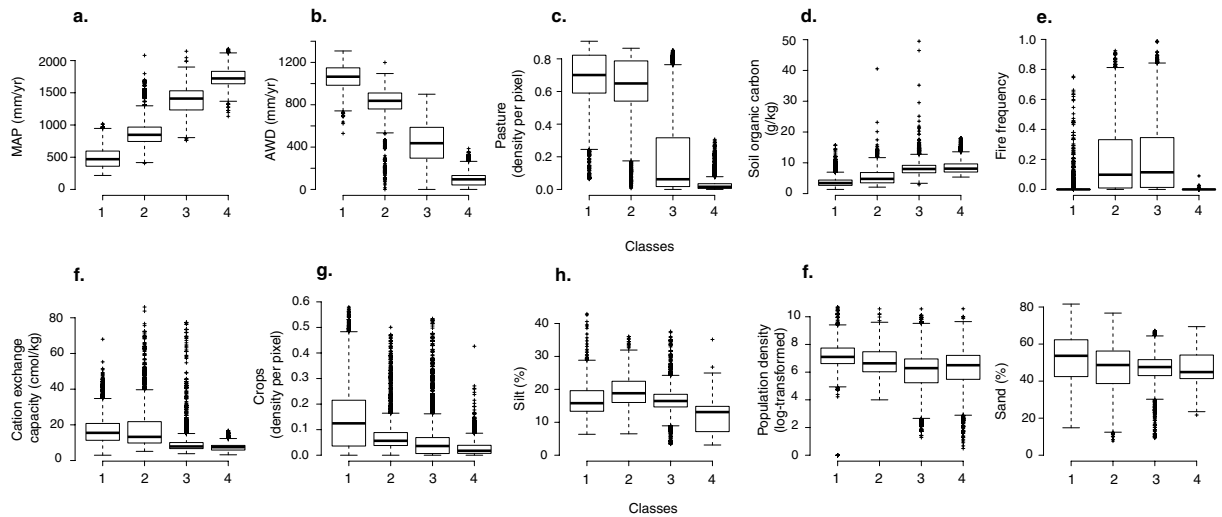 a.
MAP (mm/yr)
2000
1500
1000
500
0
1 2 3 4
b.
AWD (mm/yr)
1200
800
400
0
1 2 3 4
c.
Pasture
(density per pixel)
0.8
0.6
0.4
0.2
0.0
1 2 3 4
d.
Soil organic carbon
(g/kg)
50
40
30
20
10
0
1 2 3 4
e.
Fire frequency
1.0
0.8
0.6
0.4
0.2
0.0
1 2 3 4
Classes
f.
Cation exchange
capacity (cmol/kg)
80
60
40
20
0
1 2 3 4
g.
Crops
(density per pixel)
0.6
0.5
0.4
0.3
0.2
0.1
0.0
1 2 3 4
h.
Silt (%)
40
30
20
10
0
1 2 3 4
f.
Population density
(log-transformed)
10
8
6
4
2
0
1 2 3 4
Sand (%)
80
60
40
20
0
1 2 3 4
Classes